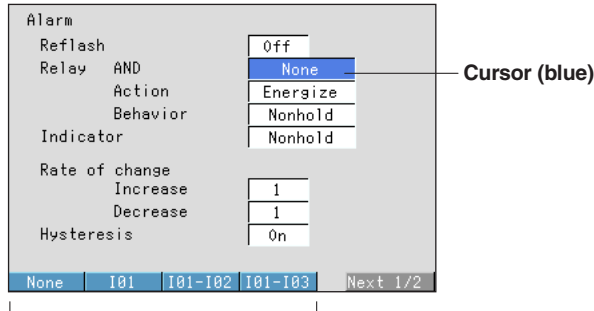 Alarm
Reflash Off
Relay AND None
Cursor (blue)
Action Energize
Behavior Nonhold
Indicator Nonhold
Rate of change
Increase 1
Decrease 1
Hysteresis On
None I01 I01-I02 I01-I03 Next 1/2